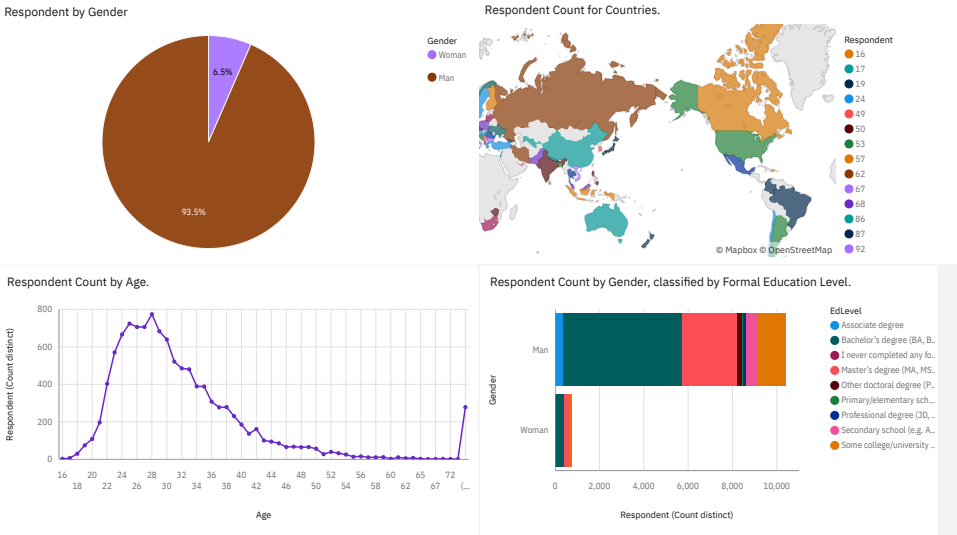 Respondent by Gender
6.5%
93.5%
Gender
Woman
Man
Respondent Count for Countries.
© Mapbox © OpenStreetMap
Respondent
16
17
19
24
49
50
53
57
62
67
68
86
87
92
Respondent Count by Age.
Respondent (Count distinct)
800
600
400
200
0
16 20 24 28 32 36 40 44 48 52 56 60 65 72
18 22 26 30 34 38 42 46 50 54 58 62 67 (...
Age
Respondent Count by Gender, classified by Formal Education Level.
Gender
Man
Woman
0 2,000 4,000 6,000 8,000 10,000
Respondent (Count distinct)
EdLevel
Associate degree
Bachelor's degree (BA, B..
I never completed any fo..
Master's degree (MA, MS..
Other doctoral degree (P..
Primary/elementary sch..
Professional degree (JD, ..
Secondary school (e.g. A..
Some college/university ..